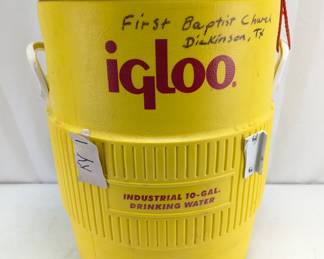 First Baptist Church
Dickinson, TX
igloo.
INDUSTRIAL 10-GAL.
DRINKING WATER